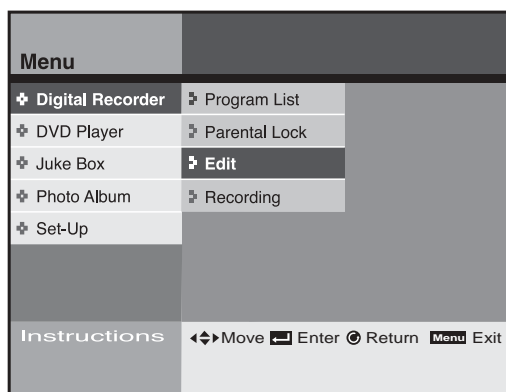 Menu
Digital Recorder
DVD Player
Juke Box
Photo Album
Set-Up
Program List
Parental Lock
Edit
Recording
Instructions
Move Enter Return Menu Exit